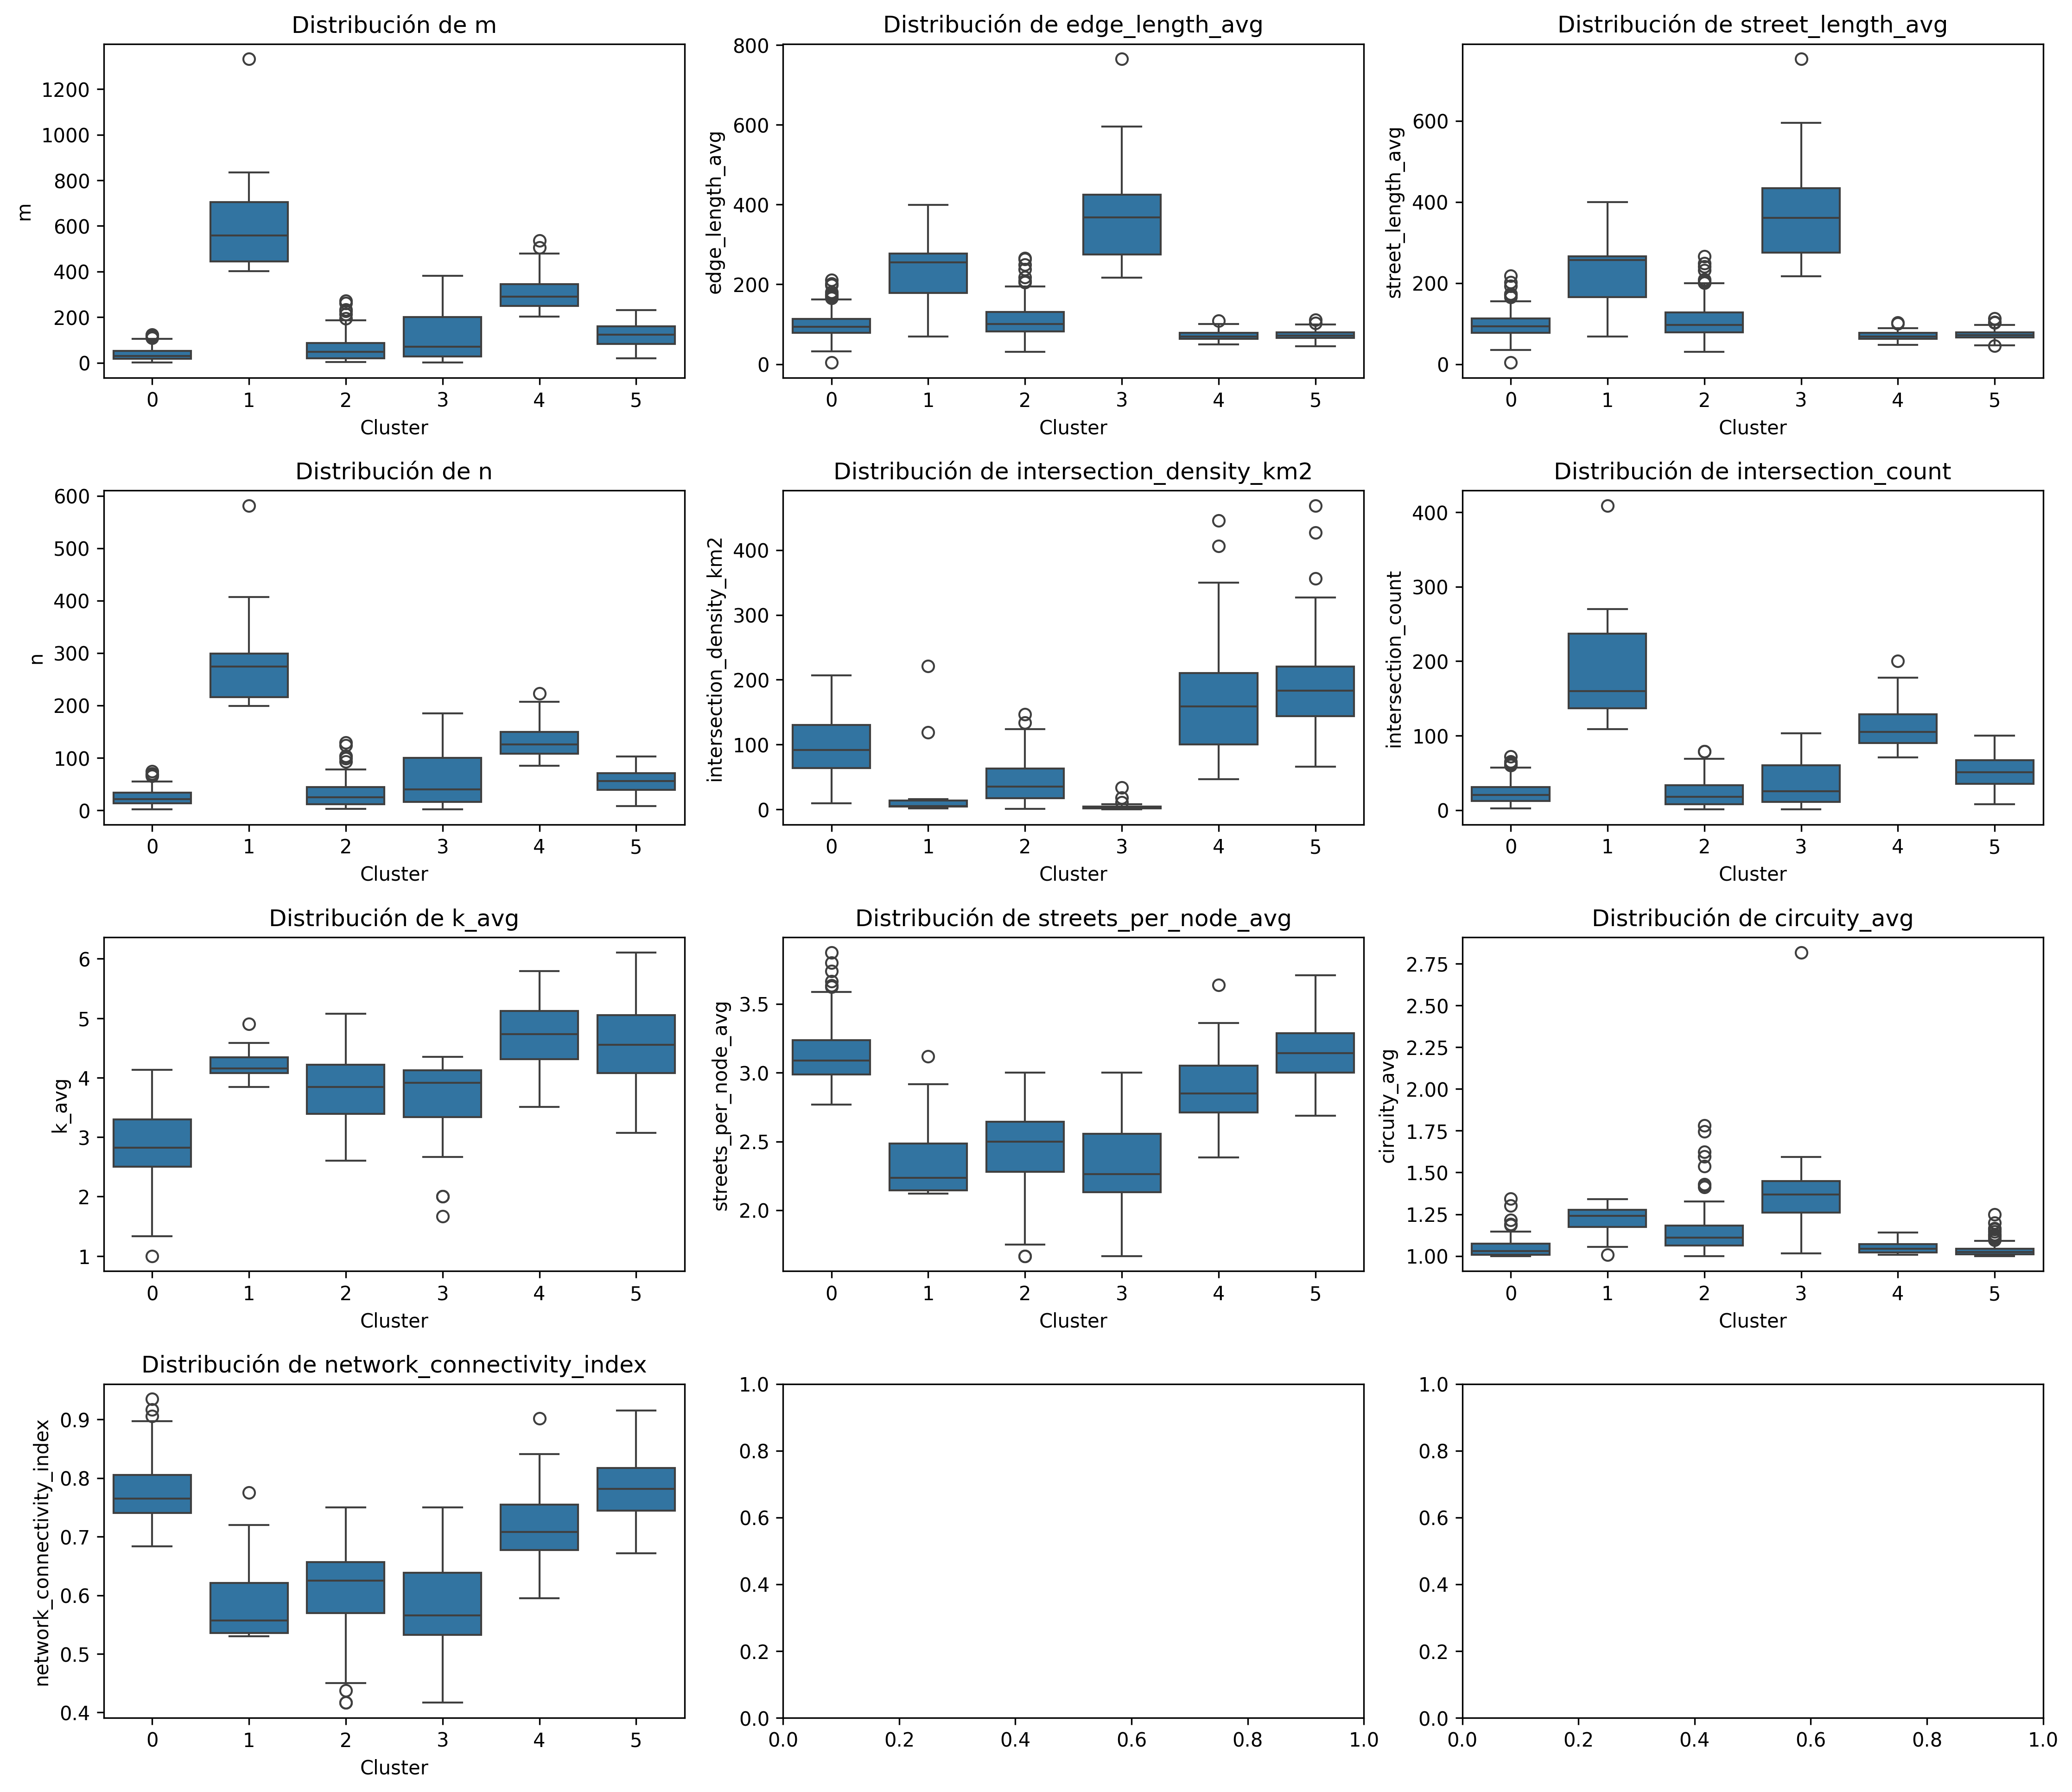 Distribución de m
m
1200
1000
800
600
400
200
0
0 1 2 3 4 5
Cluster
Distribución de edge_length_avg
edge_length_avg
800
600
400
200
0
0 1 2 3 4 5
Cluster
Distribución de street_length_avg
street_length_avg
600
400
200
0
0 1 2 3 4 5
Cluster
Distribución de n
n
600
500
400
300
200
100
0
0 1 2 3 4 5
Cluster
Distribución de intersection_density_km2
intersection_density_km2
400
300
200
100
0
0 1 2 3 4 5
Cluster
Distribución de intersection_count
intersection_count
400
300
200
100
0
0 1 2 3 4 5
Cluster
Distribución de k_avg
k_avg
6
5
4
3
2
1
0 1 2 3 4 5
Cluster
Distribución de streets_per_node_avg
streets_per_node_avg
3.5
3.0
2.5
2.0
0 1 2 3 4 5
Cluster
Distribución de circuity_avg
circuity_avg
2.75
2.50
2.25
2.00
1.75
1.50
1.25
1.00
0 1 2 3 4 5
Cluster
Distribución de network_connectivity_index
network_connectivity_index
0.9
0.8
0.7
0.6
0.5
0.4
0 1 2 3 4 5
Cluster
1.0
0.8
0.6
0.4
0.2
0.0
0.0 0.2 0.4 0.6 0.8 1.0
1.0
0.8
0.6
0.4
0.2
0.0
0.0 0.2 0.4 0.6 0.8 1.0